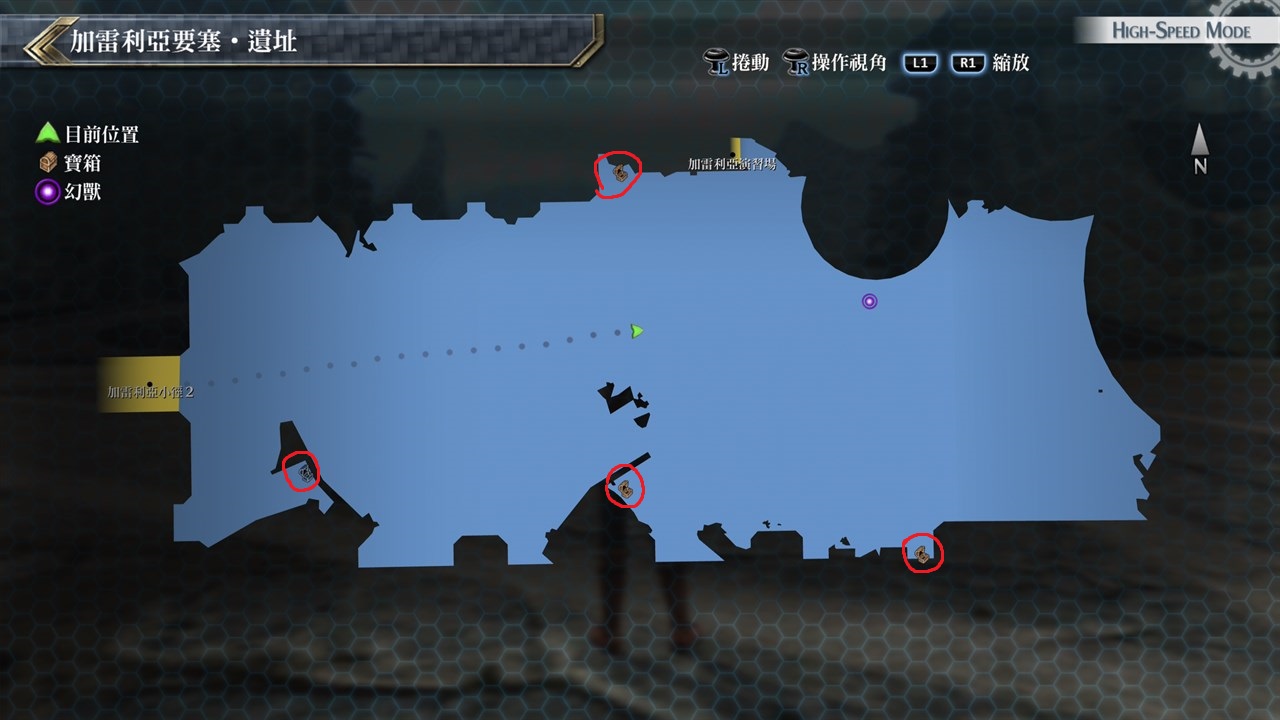 加雷利亞要塞・遺址
HIGH-SPEED MODE
L捲動 R操作視角 L1 R1 縮放
目前位置
寶箱
幻獸
加雷利亞演習場
N
加雷利亞小徑2